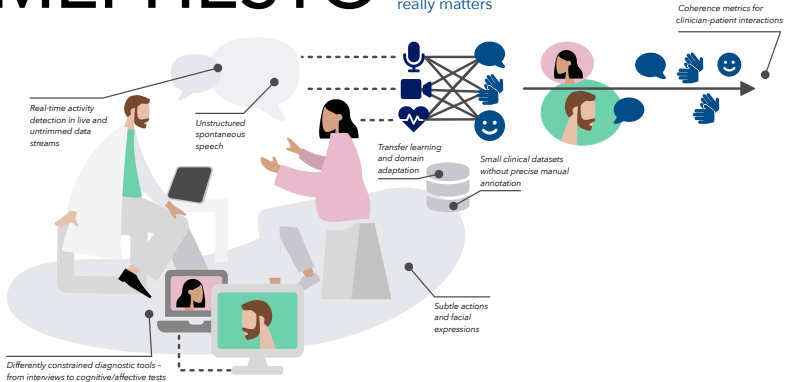 MEPHESTO
really matters
Coherence metrics for
clinician-patient interactions
Real-time activity
detection in live and
untrimmed data
streams
Unstructured
spontaneous
speech
Transfer learning
and domain
adaptation
Small clinical datasets
without precise manual
annotation
Subtle actions
and facial
expressions
Differently constrained diagnostic tools -
from interviews to cognitive/affective tests